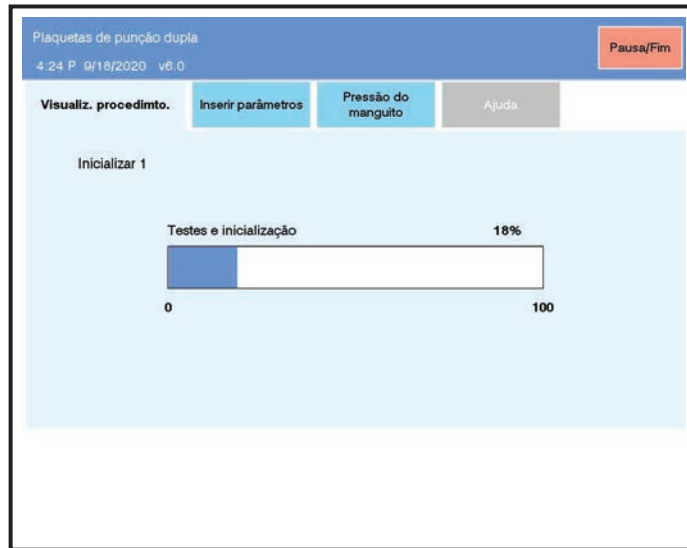 Plaquetas de punção dupla
4:24 P 9/18/2020 v6.0
Pausa/Fim
Visualiz. procedimto.
Inserir parâmetros
Pressão do
manguito
Ajuda
Inicializar 1
Testes e inicialização
18%
0
100